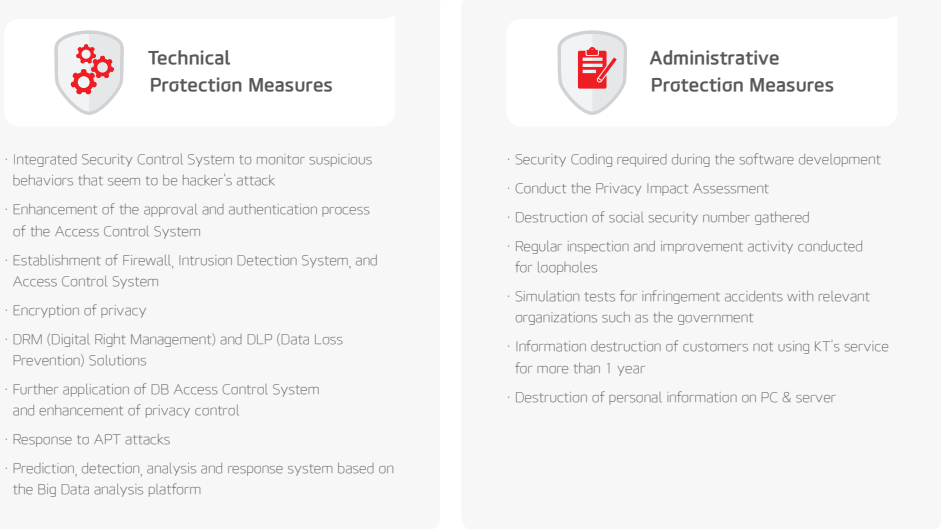 Technical
Protection Measures
· Integrated Security Control System to monitor suspicious
behaviors that seem to be hacker's attack
· Enhancement of the approval and authentication process
of the Access Control System
· Establishment of Firewall, Intrusion Detection System, and
Access Control System
· Encryption of privacy
· DRM (Digital Right Management) and DLP (Data Loss
Prevention) Solutions
· Further application of DB Access Control System
and enhancement of privacy control
· Response to APT attacks
· Prediction, detection, analysis and response system based on
the Big Data analysis platform
Administrative
Protection Measures
· Security Coding required during the software development
· Conduct the Privacy Impact Assessment
· Destruction of social security number gathered
· Regular inspection and improvement activity conducted
for loopholes
· Simulation tests for infringement accidents with relevant
organizations such as the government
· Information destruction of customers not using KT's service
for more than 1 year
· Destruction of personal information on PC & server